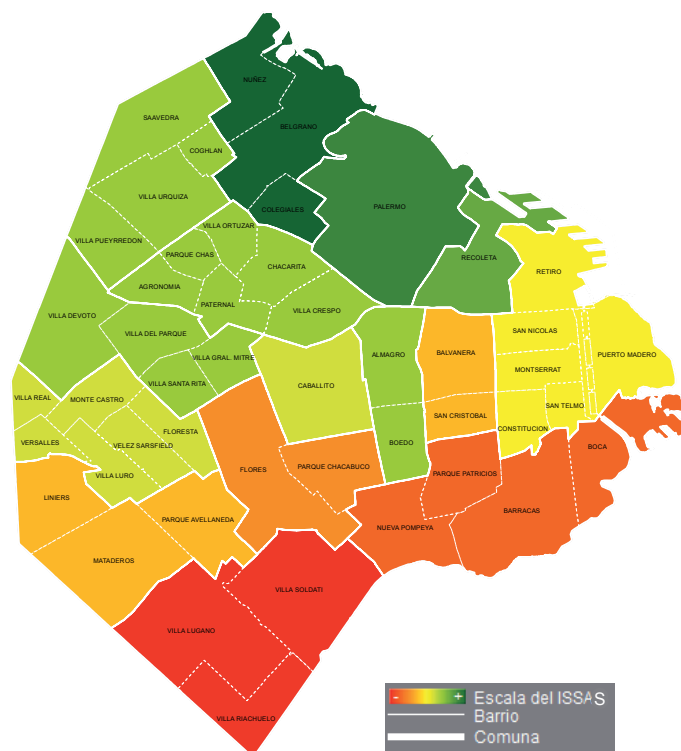 NUÑEZ
SAAVEDRA
BELGRANO
COGHLAN
VILLA URQUIZA
PALERMO
COLEGIALES
VILLA ORTUZAR
VILLA PUEYRREDON
PARQUE CHAS
RECOLETA
CHACARITA
RETIRO
AGRONOMIA
PATERNAL
VILLA CRESPO
VILLA DEVOTO
SAN NICOLAS
VILLA DEL PARQUE
BALVANERA
PUERTO MADERO
ALMAGRO
VILLA GRAL. MITRE
MONTSERRAT
VILLA SANTA RITA
CABALLITO
VILLA REAL
MONTE CASTRO
SAN TELMO
SAN CRISTOBAL
CONSTITUCION
FLORESTA
VERSALLES
VELEZ SARSFIELD
BOEDO
BOCA
PARQUE CHACABUCO
FLORES
VILLA LURO
PARQUE PATRICIOS
LINIERS
BARRACAS
PARQUE AVELLANEDA
NUEVA POMPEYA
MATADEROS
VILLA SOLDATI
VILLA LUGANO
VILLA RIACHUELO
- + Escala del ISSAS
Barrio
Comuna